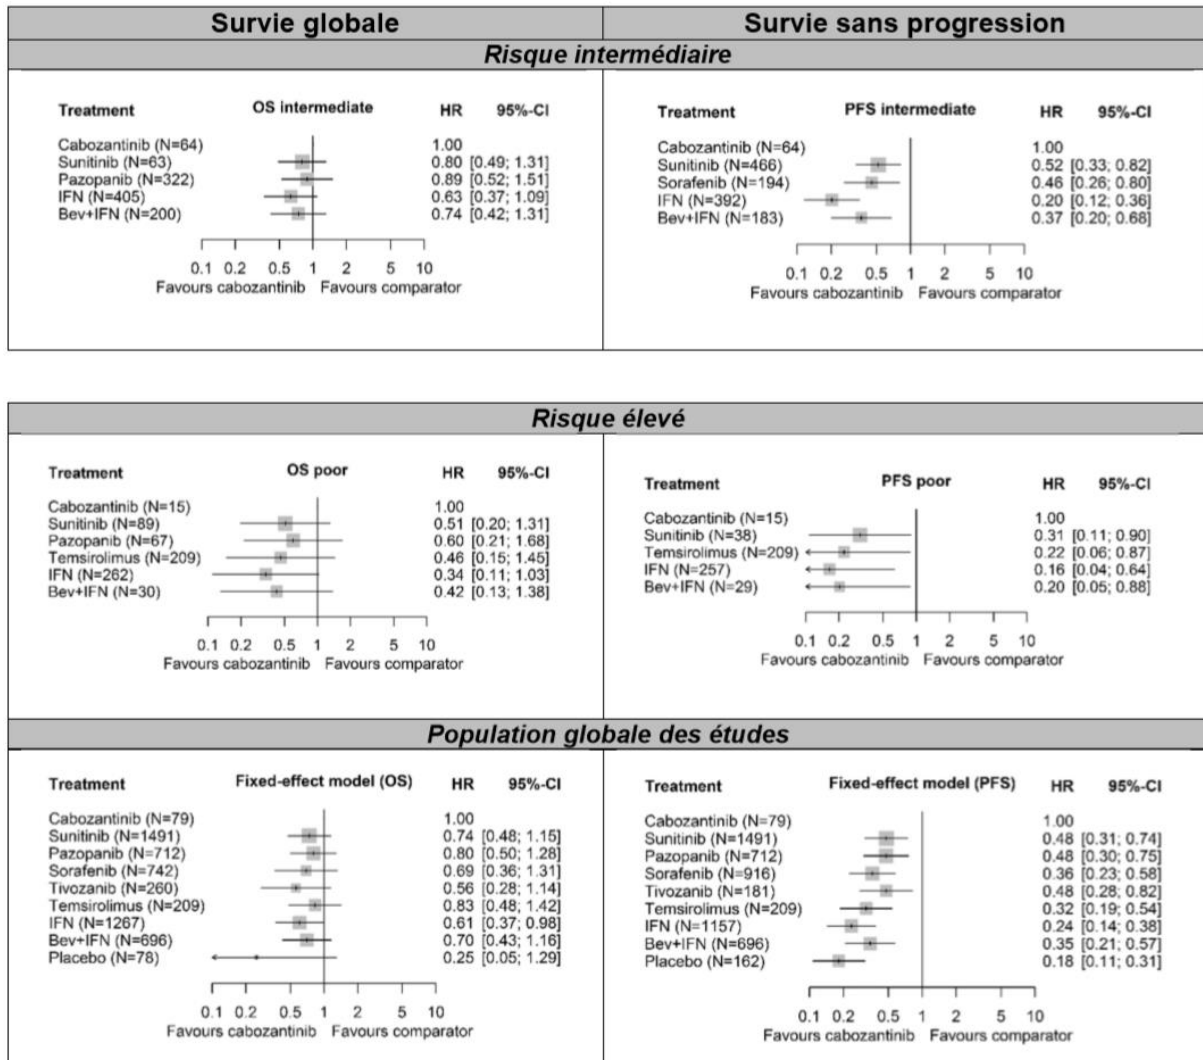 Survie globale
Survie sans progression
Risque intermédiaire
Treatment OS intermediate HR 95%-CI
Cabozantinib (N=64) 1.00
Sunitinib (N=63) 0.80 [0.49; 1.31]
Pazopanib (N=322) 0.89 [0.52; 1.51]
IFN (N=405) 0.63 [0.37; 1.09]
Bev+IFN (N=200) 0.74 [0.42; 1.31]
0.1 0.2 0.5 1 2 5 10
Favours cabozantinib Favours comparator
Treatment PFS intermediate HR 95%-CI
Cabozantinib (N=64) 1.00
Sunitinib (N=466) 0.52 [0.33; 0.82]
Sorafenib (N=194) 0.46 [0.26; 0.80]
IFN (N=392) 0.20 [0.12; 0.36]
Bev+IFN (N=183) 0.37 [0.20; 0.68]
0.1 0.2 0.5 1 2 5 10
Favours cabozantinib Favours comparator
Risque élevé
Treatment OS poor HR 95%-CI
Cabozantinib (N=15) 1.00
Sunitinib (N=89) 0.51 [0.20; 1.31]
Pazopanib (N=67) 0.60 [0.21; 1.68]
Temsirolimus (N=209) 0.46 [0.15; 1.45]
IFN (N=262) 0.34 [0.11; 1.03]
Bev+IFN (N=30) 0.42 [0.13; 1.38]
0.1 0.2 0.5 1 2 5 10
Favours cabozantinib Favours comparator
Treatment PFS poor HR 95%-CI
Cabozantinib (N=15) 1.00
Sunitinib (N=38) 0.31 [0.11; 0.90]
Temsirolimus (N=209) 0.22 [0.06; 0.87]
IFN (N=257) 0.16 [0.04; 0.64]
Bev+IFN (N=29) 0.20 [0.05; 0.88]
0.1 0.2 0.5 1 2 5 10
Favours cabozantinib Favours comparator
Population globale des études
Treatment Fixed-effect model (OS) HR 95%-CI
Cabozantinib (N=79) 1.00
Sunitinib (N=1491) 0.74 [0.48; 1.15]
Pazopanib (N=712) 0.80 [0.50; 1.28]
Sorafenib (N=742) 0.69 [0.36; 1.31]
Tivozanib (N=260) 0.56 [0.28; 1.14]
Temsirolimus (N=209) 0.83 [0.48; 1.42]
IFN (N=1267) 0.61 [0.37; 0.98]
Bev+IFN (N=696) 0.70 [0.43; 1.16]
Placebo (N=78) 0.25 [0.05; 1.29]
0.1 0.2 0.5 1 2 5 10
Favours cabozantinib Favours comparator
Treatment Fixed-effect model (PFS) HR 95%-CI
Cabozantinib (N=79) 1.00
Sunitinib (N=1491) 0.48 [0.31; 0.74]
Pazopanib (N=712) 0.48 [0.30; 0.75]
Sorafenib (N=916) 0.36 [0.23; 0.58]
Tivozanib (N=181) 0.48 [0.28; 0.82]
Temsirolimus (N=209) 0.32 [0.19; 0.54]
IFN (N=1157) 0.24 [0.14; 0.38]
Bev+IFN (N=696) 0.35 [0.21; 0.57]
Placebo (N=162) 0.18 [0.11; 0.31]
0.1 0.2 0.5 1 2 5 10
Favours cabozantinib Favours comparator